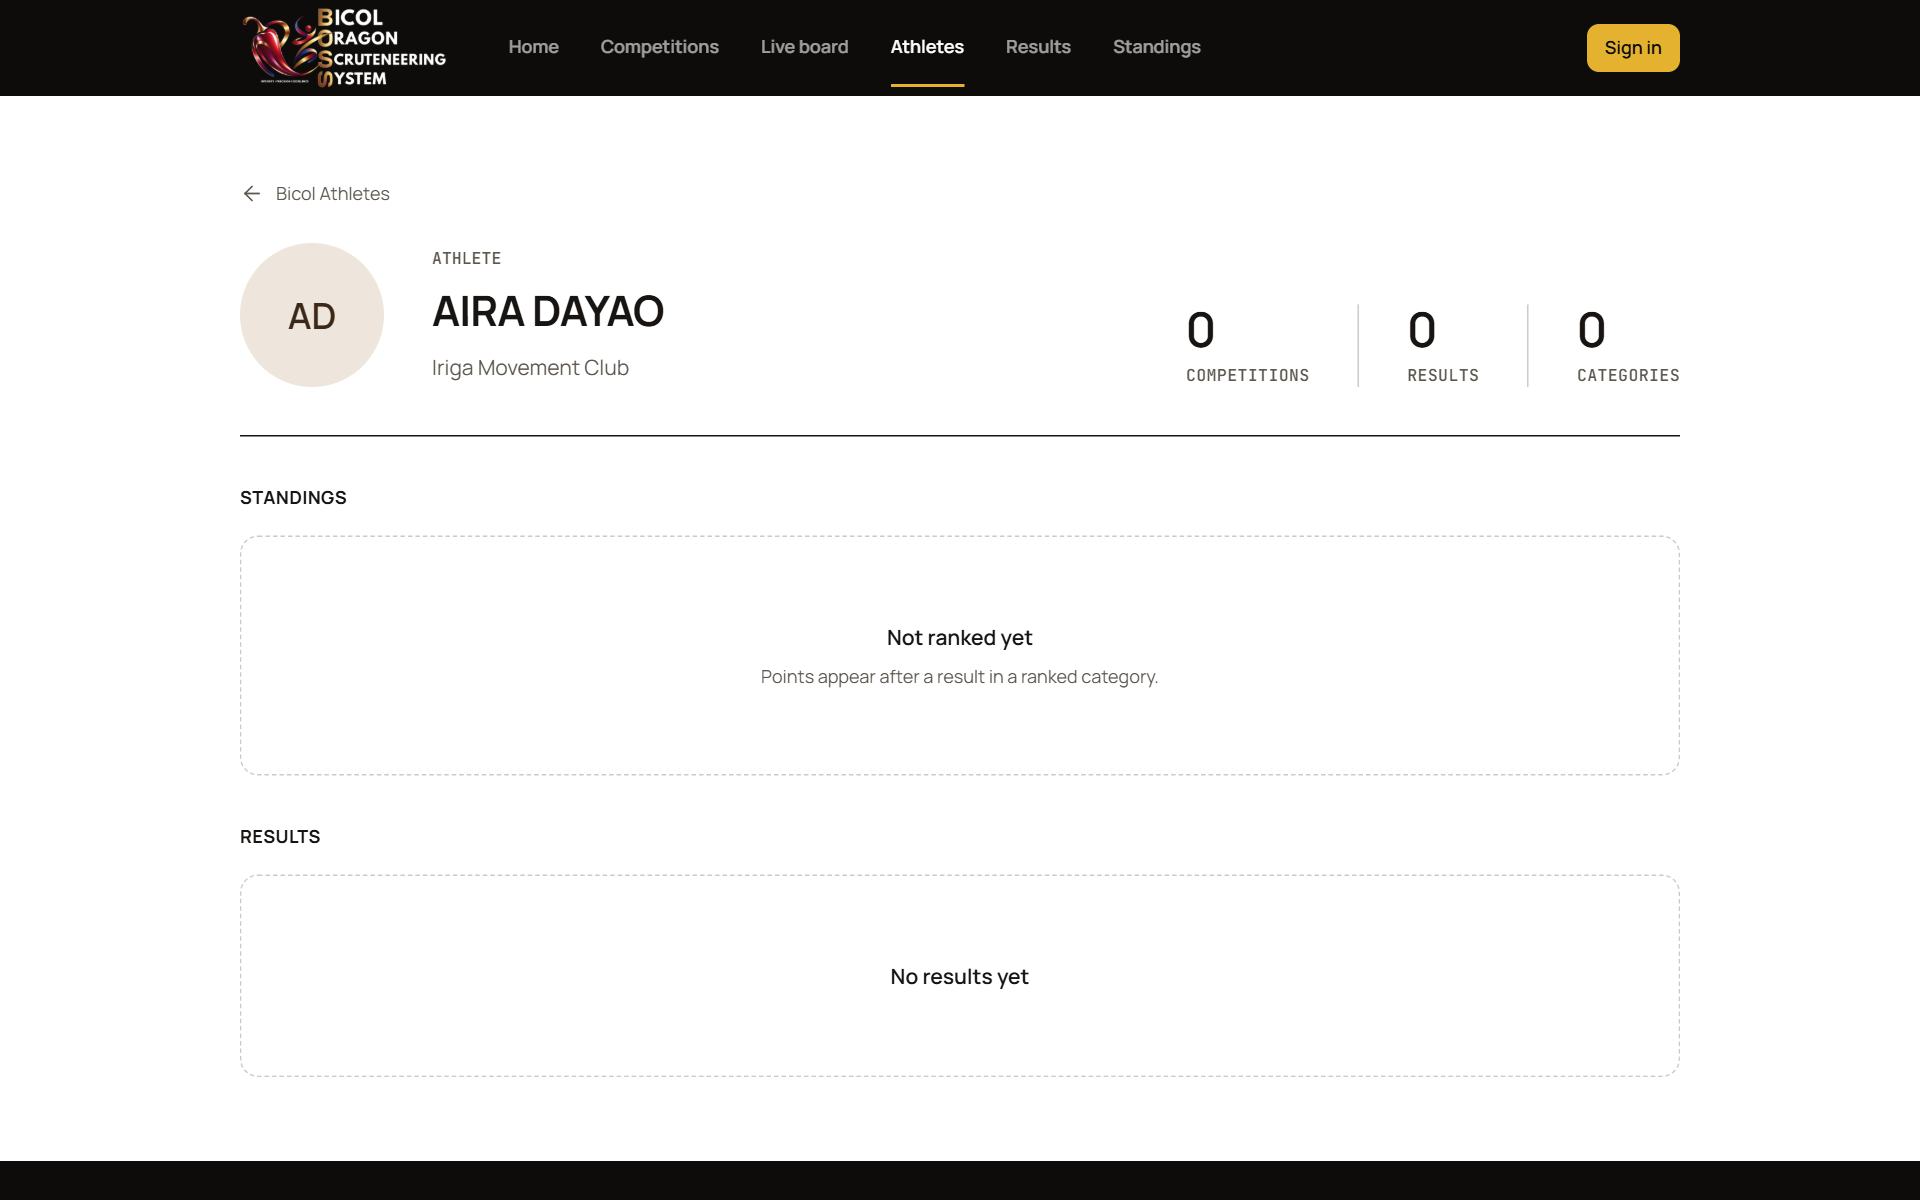 BICOL
ORAGON
SCRUTENEERING
SYSTEM
Home
Competitions
Live board
Athletes
Results
Standings
Sign in
Bicol Athletes
AD
ATHLETE
AIRA DAYAO
Iriga Movement Club
0
COMPETITIONS
0
RESULTS
0
CATEGORIES
STANDINGS
Not ranked yet
Points appear after a result in a ranked category.
RESULTS
No results yet